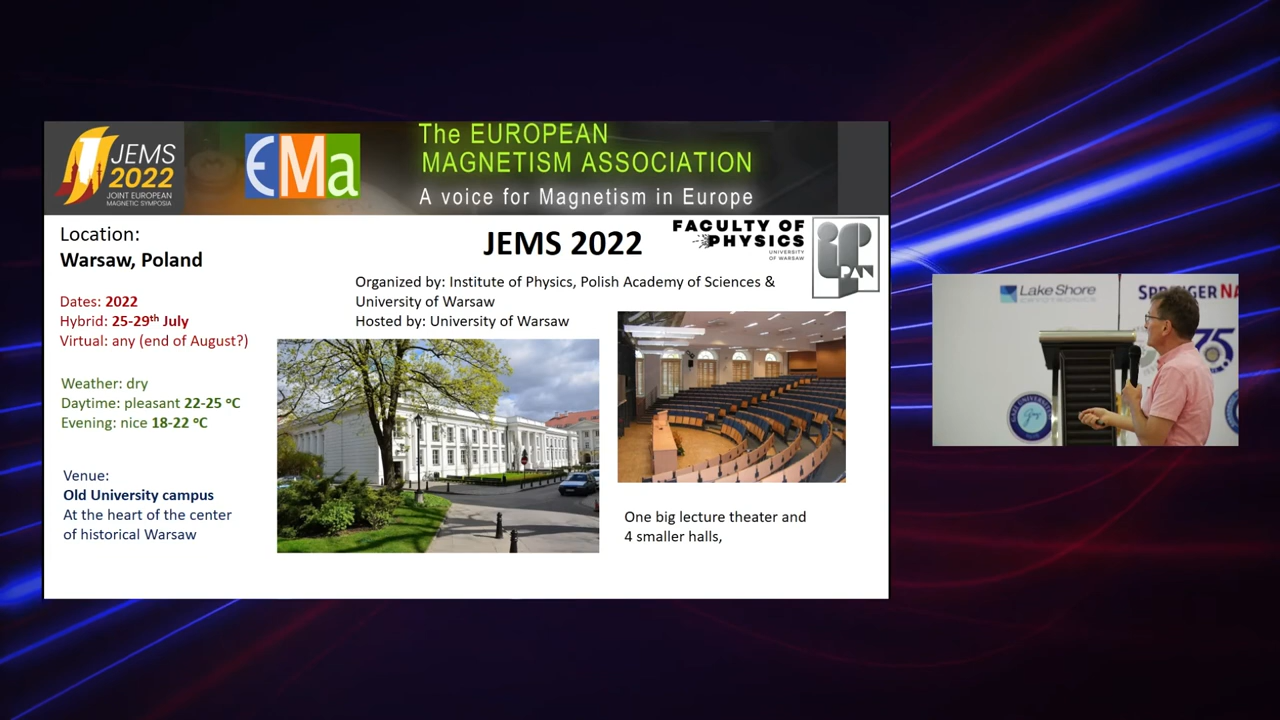 JEMS
2022
JOINT EUROPEAN
MAGNETIC SYMPOSIA
EMa
The EUROPEAN
MAGNETISM ASSOCIATION
A voice for Magnetism in Europe
Location:
Warsaw, Poland
JEMS 2022
FACULTY OF
PHYSICS
UNIVERSITY
OF WARSAW
PAN
Organized by: Institute of Physics, Polish Academy of Sciences &
University of Warsaw
Hosted by: University of Warsaw
Dates: 2022
Hybrid: 25-29th July
Virtual: any (end of August?)
Weather: dry
Daytime: pleasant 22-25 °C
Evening: nice 18-22 °C
Venue:
Old University campus
At the heart of the center
of historical Warsaw
One big lecture theater and
4 smaller halls,
Lake Shore
CRYOTRONICS
SPRINGER NA
75